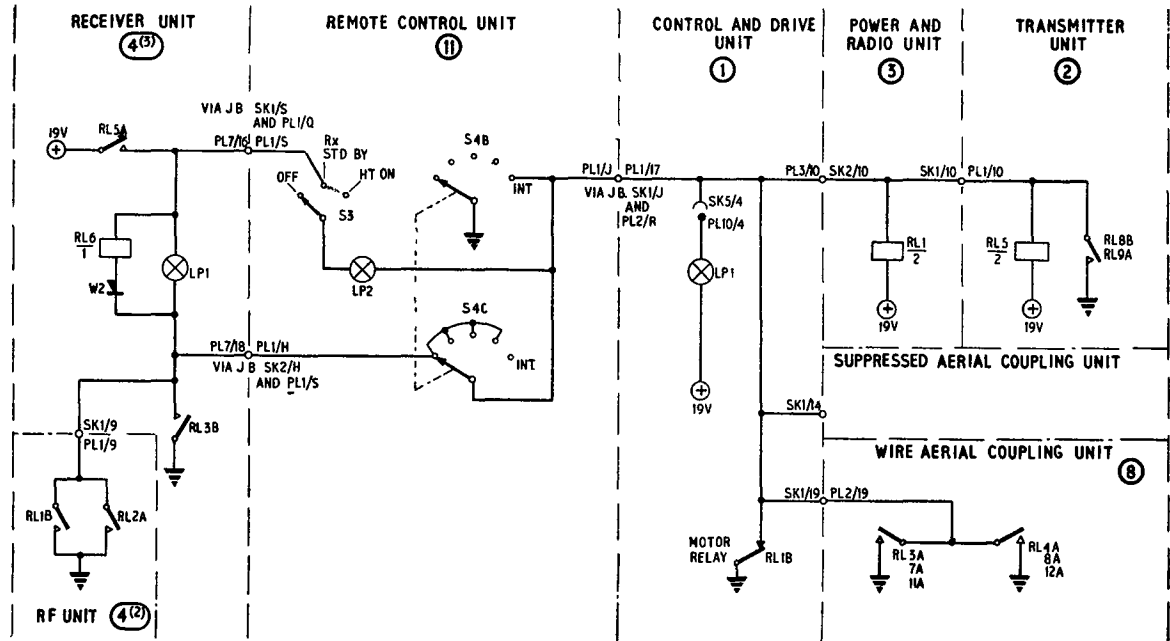 RECEIVER UNIT
4(3)
REMOTE CONTROL UNIT
11
CONTROL AND DRIVE
UNIT
1
POWER AND
RADIO UNIT
3
TRANSMITTER
UNIT
2
19V
RL5A
VIA J B SK1/S
AND PL1/Q
PL7/16 PL1/S
Rx
STD BY
OFF
HT ON
S3
S4B
INT
PL1/J PL1/17
VIA J.B. SK1/J
AND
PL2/R
SK5/4
PL10/4
PL3/10 SK2/10
SK1/10 PL1/10
RL6
1
LP1
W2
LP2
LP1
RL1
2
RL5
2
RL8B
RL9A
19V
19V
19V
S4C
INT
PL7/18 PL1/H
VIA J B SK2/H
AND PL1/S
SUPPRESSED AERIAL COUPLING UNIT
SK1/14
RL3B
SK1/9
PL1/9
WIRE AERIAL COUPLING UNIT
8
SK1/19 PL2/19
RL1B
RL2A
MOTOR
RELAY
RL1B
RL3A
7A
11A
RL4A
8A
12A
RF UNIT 4(2)